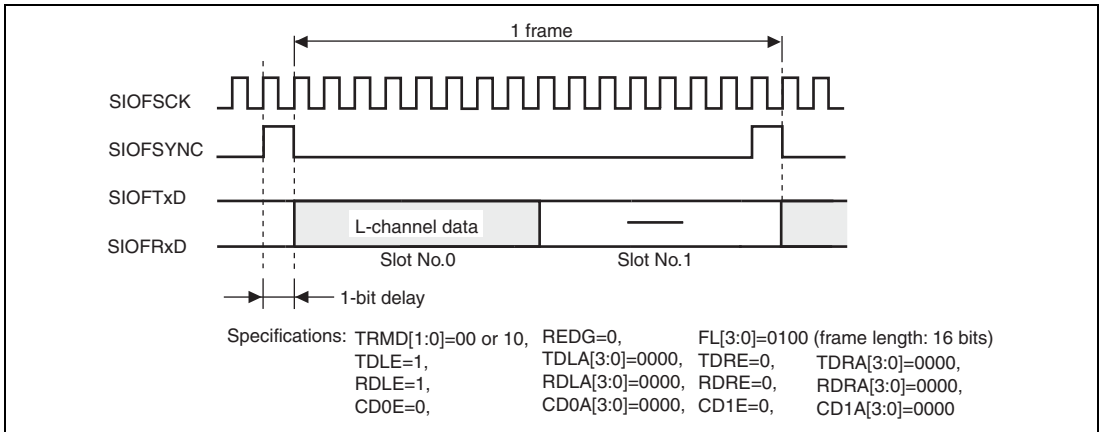 1 frame
SIOFSCK
SIOFSYNC
SIOFTxD
L-channel data
SIOFRxD
Slot No.0 Slot No.1
1-bit delay
Specifications: TRMD[1:0]=00 or 10, REDG=0, FL[3:0]=0100 (frame length: 16 bits)
TDLE=1, TDLA[3:0]=0000, TDRE=0, TDRA[3:0]=0000,
RDLE=1, RDLA[3:0]=0000, RDRE=0, RDRA[3:0]=0000,
CD0E=0, CD0A[3:0]=0000, CD1E=0, CD1A[3:0]=0000